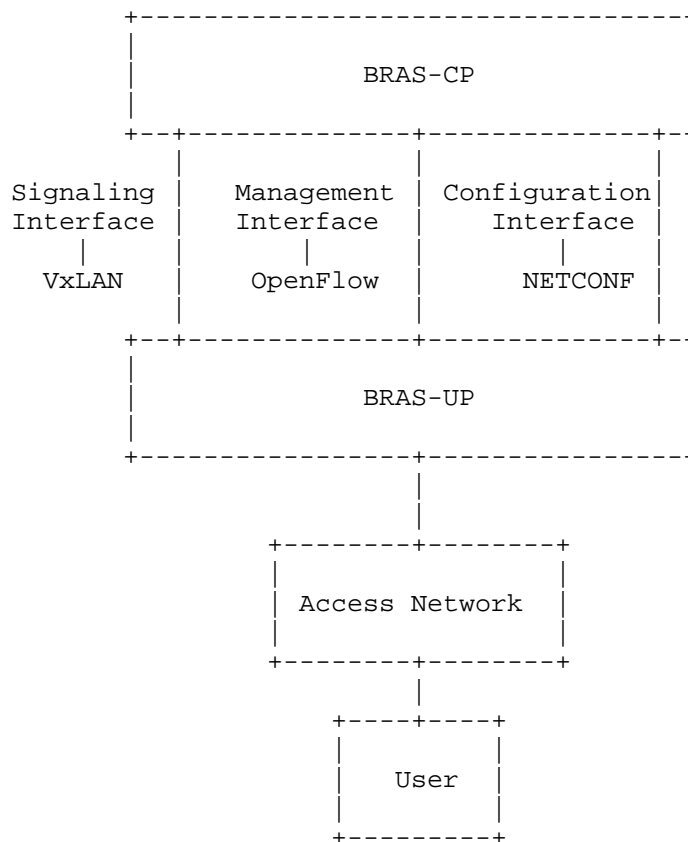 BRAS-CP
Signaling Management Configuration
Interface Interface Interface
VxLAN OpenFlow NETCONF
BRAS-UP
Access Network
User